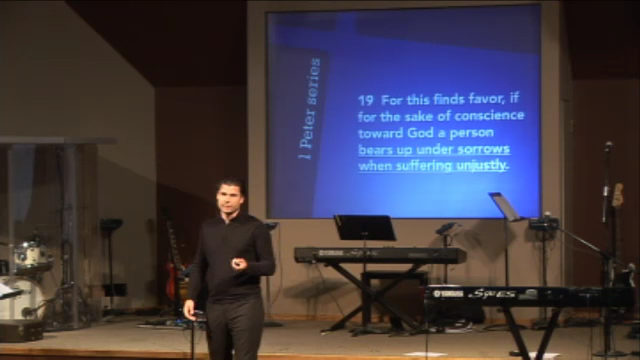 1 Peter series
19 For this finds favor, if
for the sake of conscience
toward God a person
bears up under sorrows
when suffering unjustly.
YAMAHA
YAMAHA